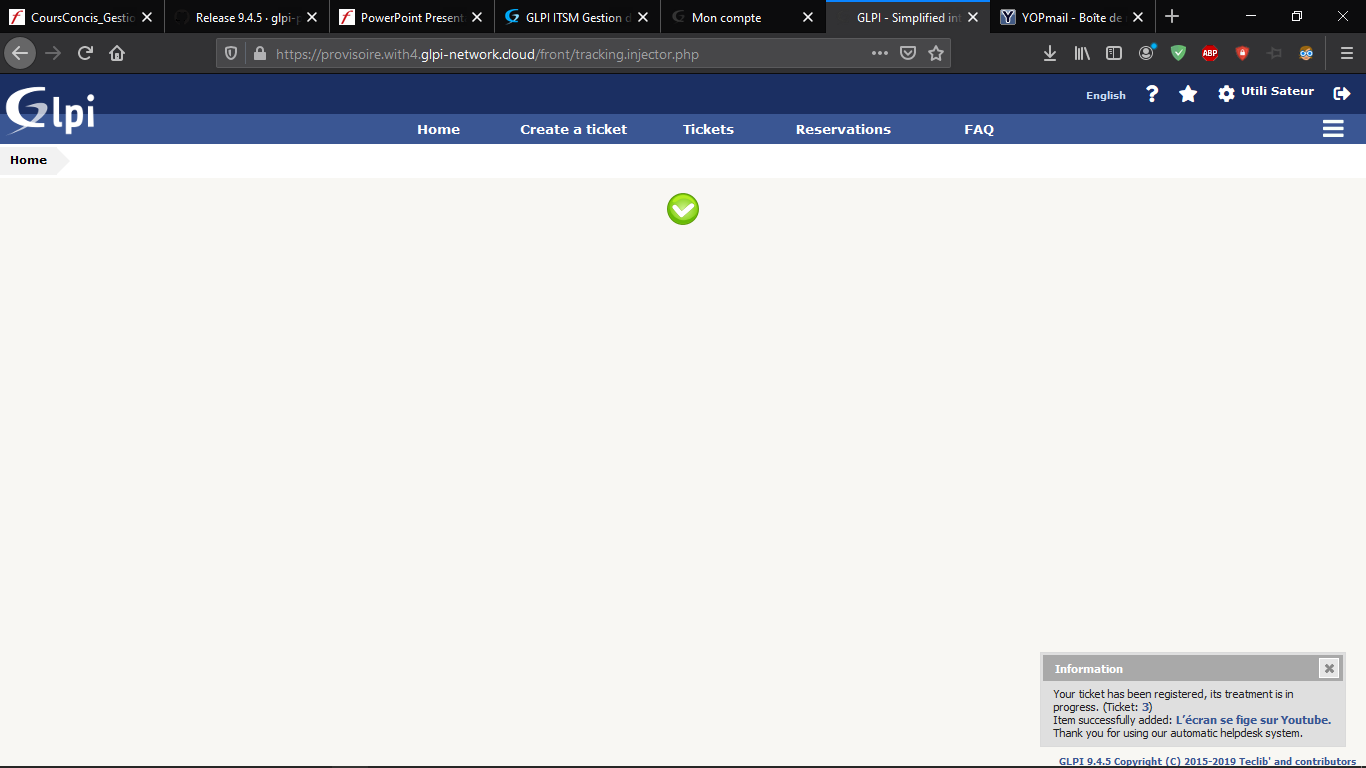 CoursConcis_Gestio
Release 9.4.5 · glpi-p
PowerPoint Present
GLPI ITSM Gestion d
Mon compte
GLPI - Simplified int
YOPmail - Boîte de
https://provisoire.with4.glpi-network.cloud/front/tracking.injector.php
ABP
Glpi
English
?
Utili Sateur
Home
Create a ticket
Tickets
Reservations
FAQ
Home
Information
Your ticket has been registered, its treatment is in
progress. (Ticket: 3)
Item successfully added: L'écran se fige sur Youtube.
Thank you for using our automatic helpdesk system.
GLPI 9.4.5 Copyright (C) 2015-2019 Teclib' and contributors